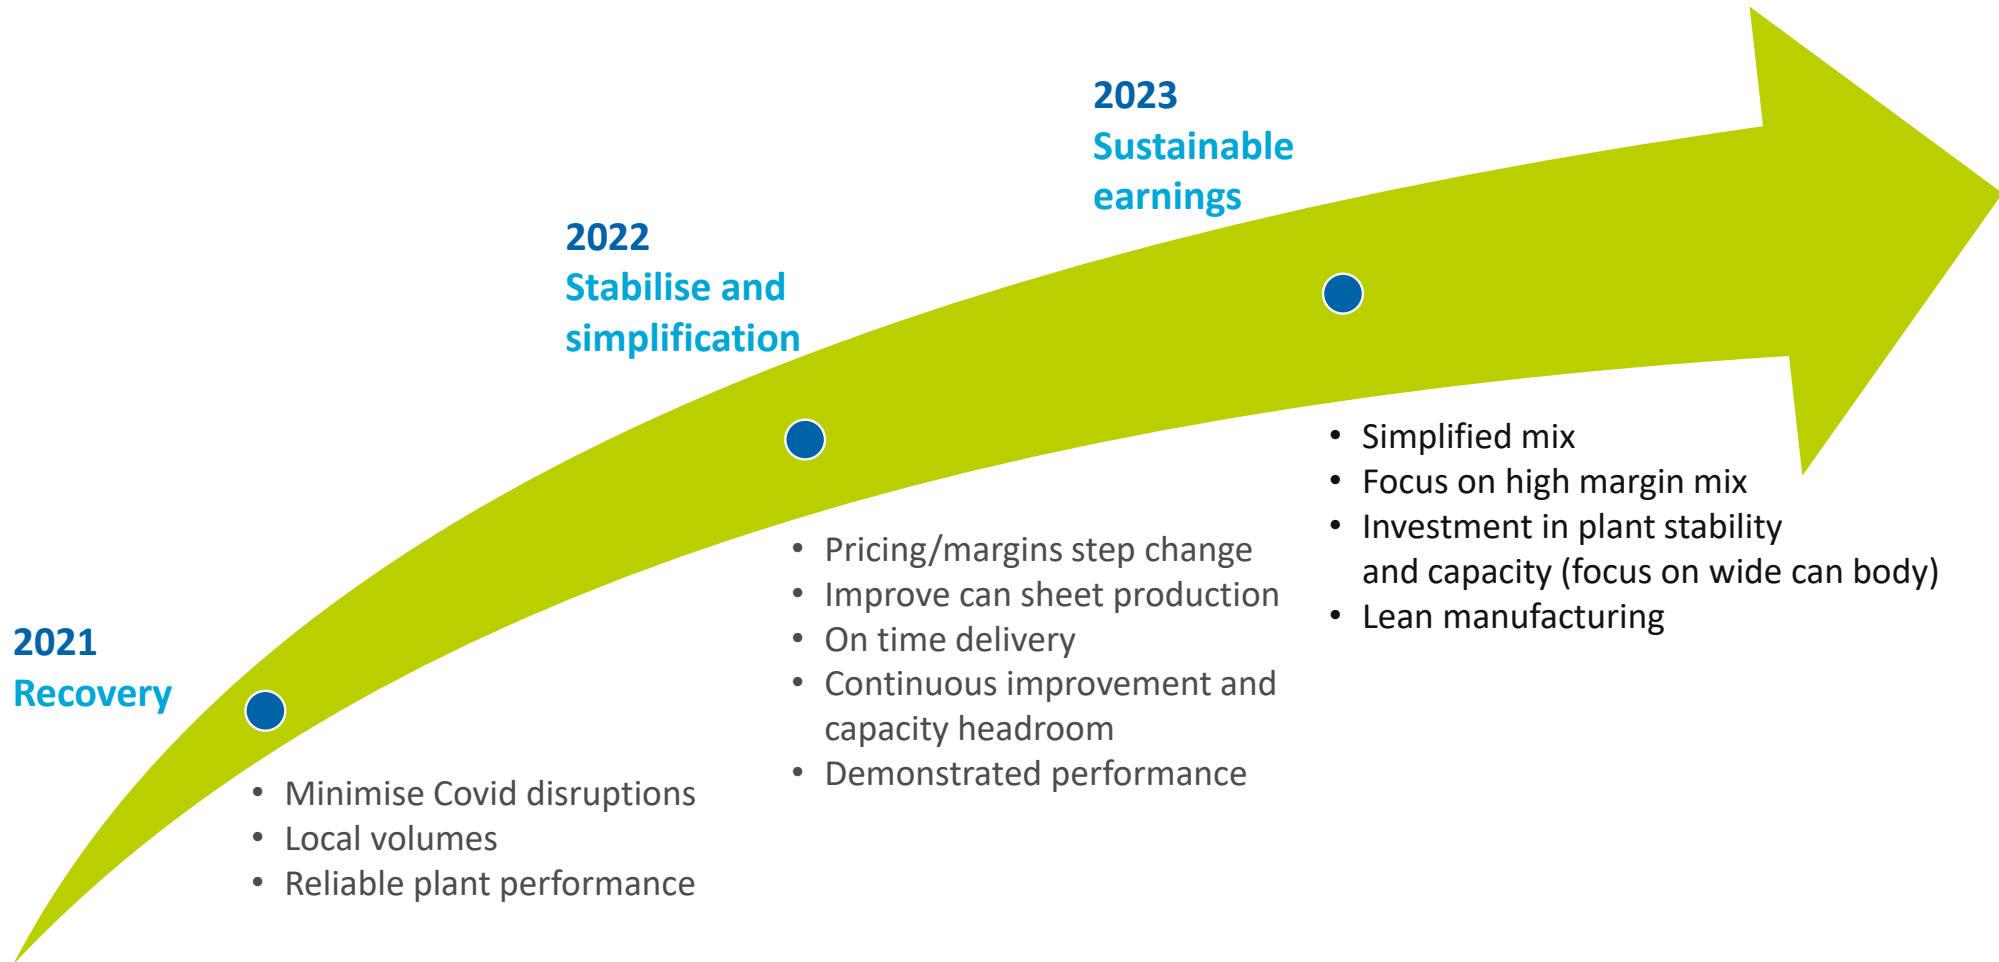 2021
Recovery
• Minimise Covid disruptions
• Local volumes
• Reliable plant performance
2022
Stabilise and
simplification
• Pricing/margins step change
• Improve can sheet production
• On time delivery
• Continuous improvement and
capacity headroom
• Demonstrated performance
2023
Sustainable
earnings
• Simplified mix
• Focus on high margin mix
• Investment in plant stability
and capacity (focus on wide can body)
• Lean manufacturing